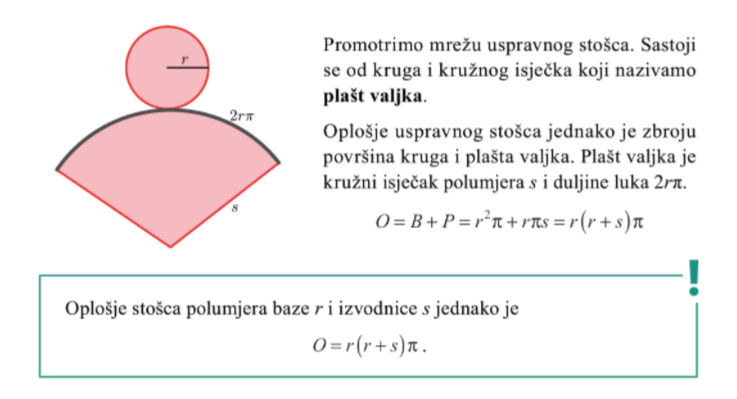 r
2rπ
s
Promotrimo mrežu uspravnog stošca. Sastoji
se od kruga i kružnog isječka koji nazivamo
plašt valjka.
Oplošje uspravnog stošca jednako je zbroju
površina kruga i plašta valjka. Plašt valjka je
kružni isječak polumjera s i duljine luka 2rπ.
O = B + P = r²π + rπs = r(r + s)π
!
Oplošje stošca polumjera baze r i izvodnice s jednako je
O = r(r + s)π .